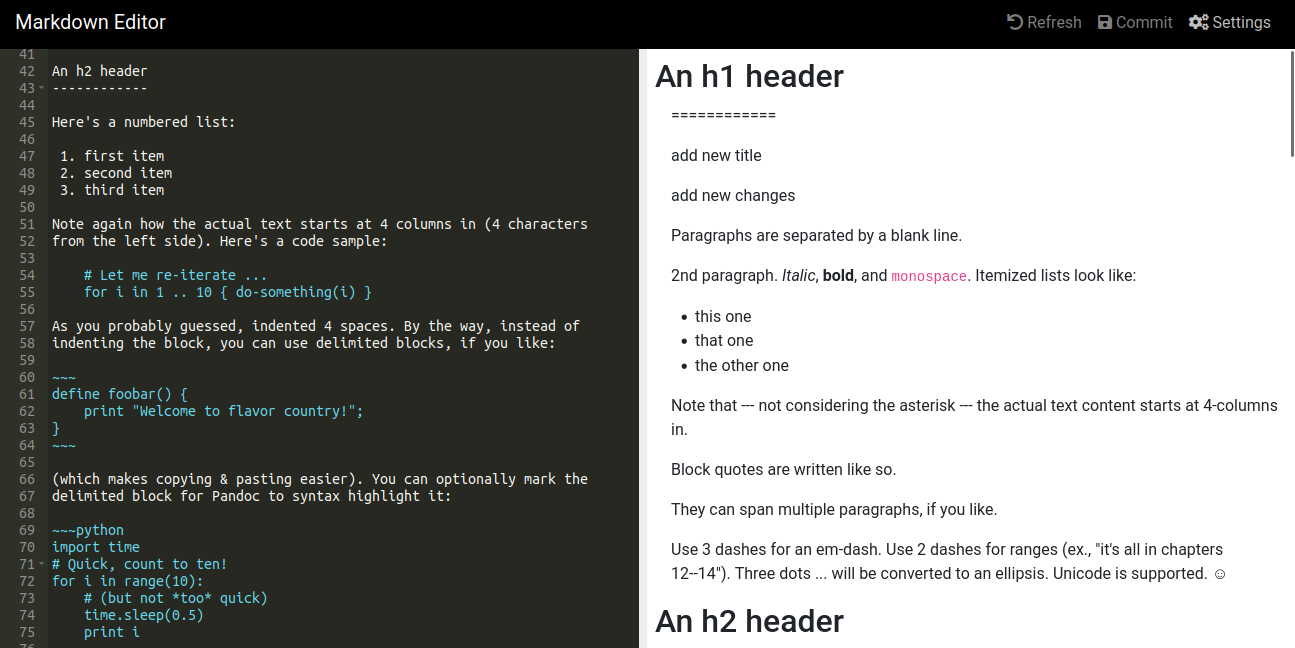 Markdown Editor
Refresh Commit Settings
41
42 An h2 header
43 ------------
44
45 Here's a numbered list:
46
47  1. first item
48  2. second item
49  3. third item
50
51 Note again how the actual text starts at 4 columns in (4 characters
52 from the left side). Here's a code sample:
53
54     # Let me re-iterate ...
55     for i in 1 .. 10 { do-something(i) }
56
57 As you probably guessed, indented 4 spaces. By the way, instead of
58 indenting the block, you can use delimited blocks, if you like:
59
60 ~~~
61 define foobar() {
62     print "Welcome to flavor country!";
63 }
64 ~~~
65
66 (which makes copying & pasting easier). You can optionally mark the
67 delimited block for Pandoc to syntax highlight it:
68
69 ~~~python
70 import time
71 # Quick, count to ten!
72 for i in range(10):
73     # (but not *too* quick)
74     time.sleep(0.5)
75     print i
76
An h1 header
============
add new title
add new changes
Paragraphs are separated by a blank line.
2nd paragraph. Italic, bold, and monospace. Itemized lists look like:
• this one
• that one
• the other one
Note that --- not considering the asterisk --- the actual text content starts at 4-columns
in.
Block quotes are written like so.
They can span multiple paragraphs, if you like.
Use 3 dashes for an em-dash. Use 2 dashes for ranges (ex., "it's all in chapters
12--14"). Three dots ... will be converted to an ellipsis. Unicode is supported. ☺
An h2 header